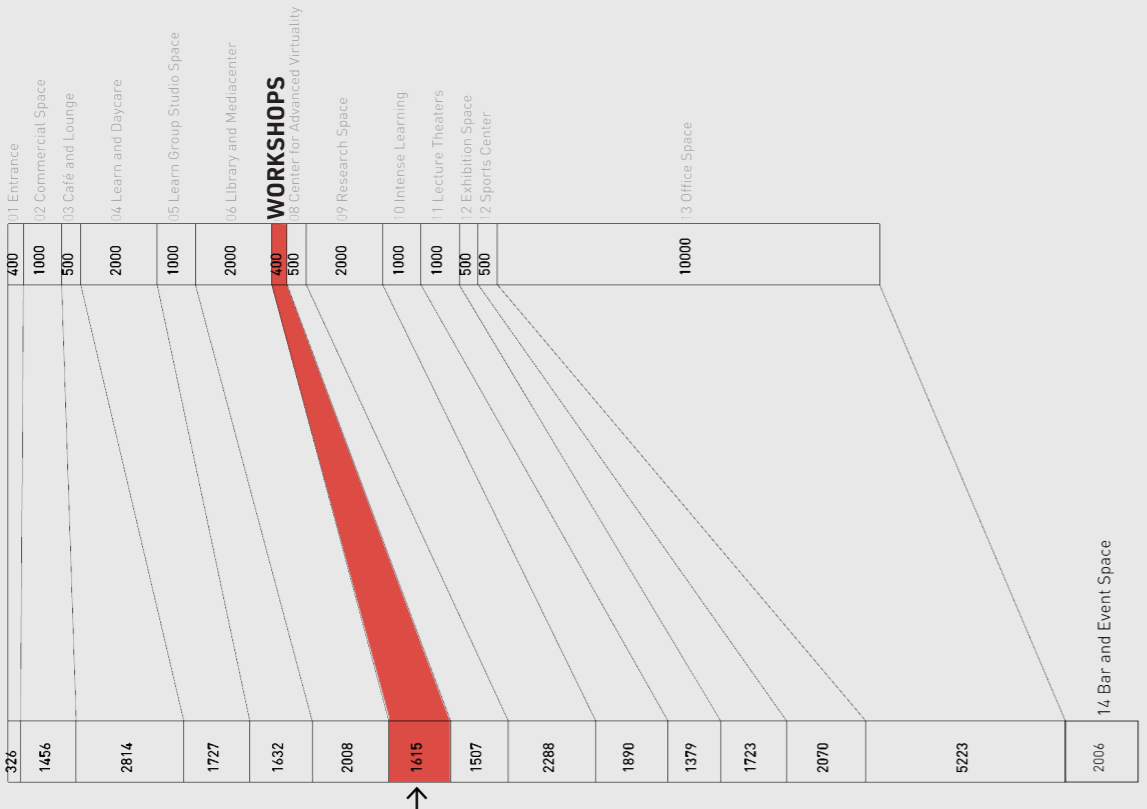 01 Entrance
02 Commercial Space
03 Café and Lounge
04 Learn and Daycare
05 Learn Group Studio Space
06 LIbrary and Mediacenter
WORKSHOPS
08 Center for Advanced Virtuality
09 Research Space
10 Intense Learning
11 Lecture Theaters
12 Exhibition Space
12 Sports Center
13 Office Space
400
1000
500
2000
1000
2000
400
500
2000
1000
1000
500
500
10000
326
1456
2814
1727
1632
2008
1615
1507
2288
1890
1379
1723
2070
5223
2006
14 Bar and Event Space